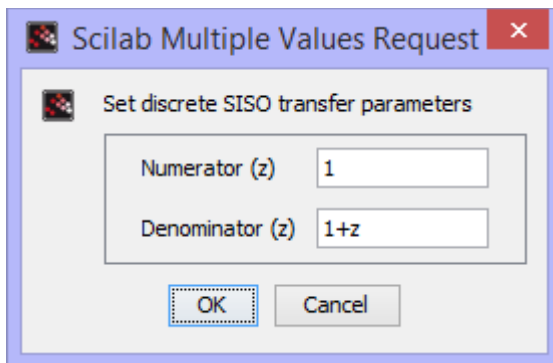 Scilab Multiple Values Request
Set discrete SISO transfer parameters
Numerator (z) 1
Denominator (z) 1+z
OK Cancel